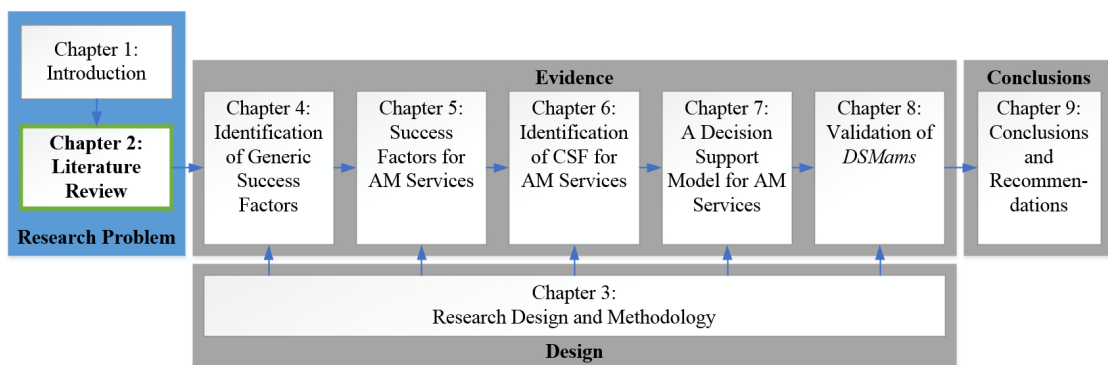 Chapter 1:
Introduction
Chapter 2:
Literature
Review
Research Problem
Evidence
Chapter 4:
Identification
of Generic
Success
Factors
Chapter 5:
Success
Factors for
AM Services
Chapter 6:
Identification
of CSF for
AM Services
Chapter 7:
A Decision
Support
Model for AM
Services
Chapter 8:
Validation of
DSMams
Conclusions
Chapter 9:
Conclusions
and
Recommen-
dations
Chapter 3:
Research Design and Methodology
Design